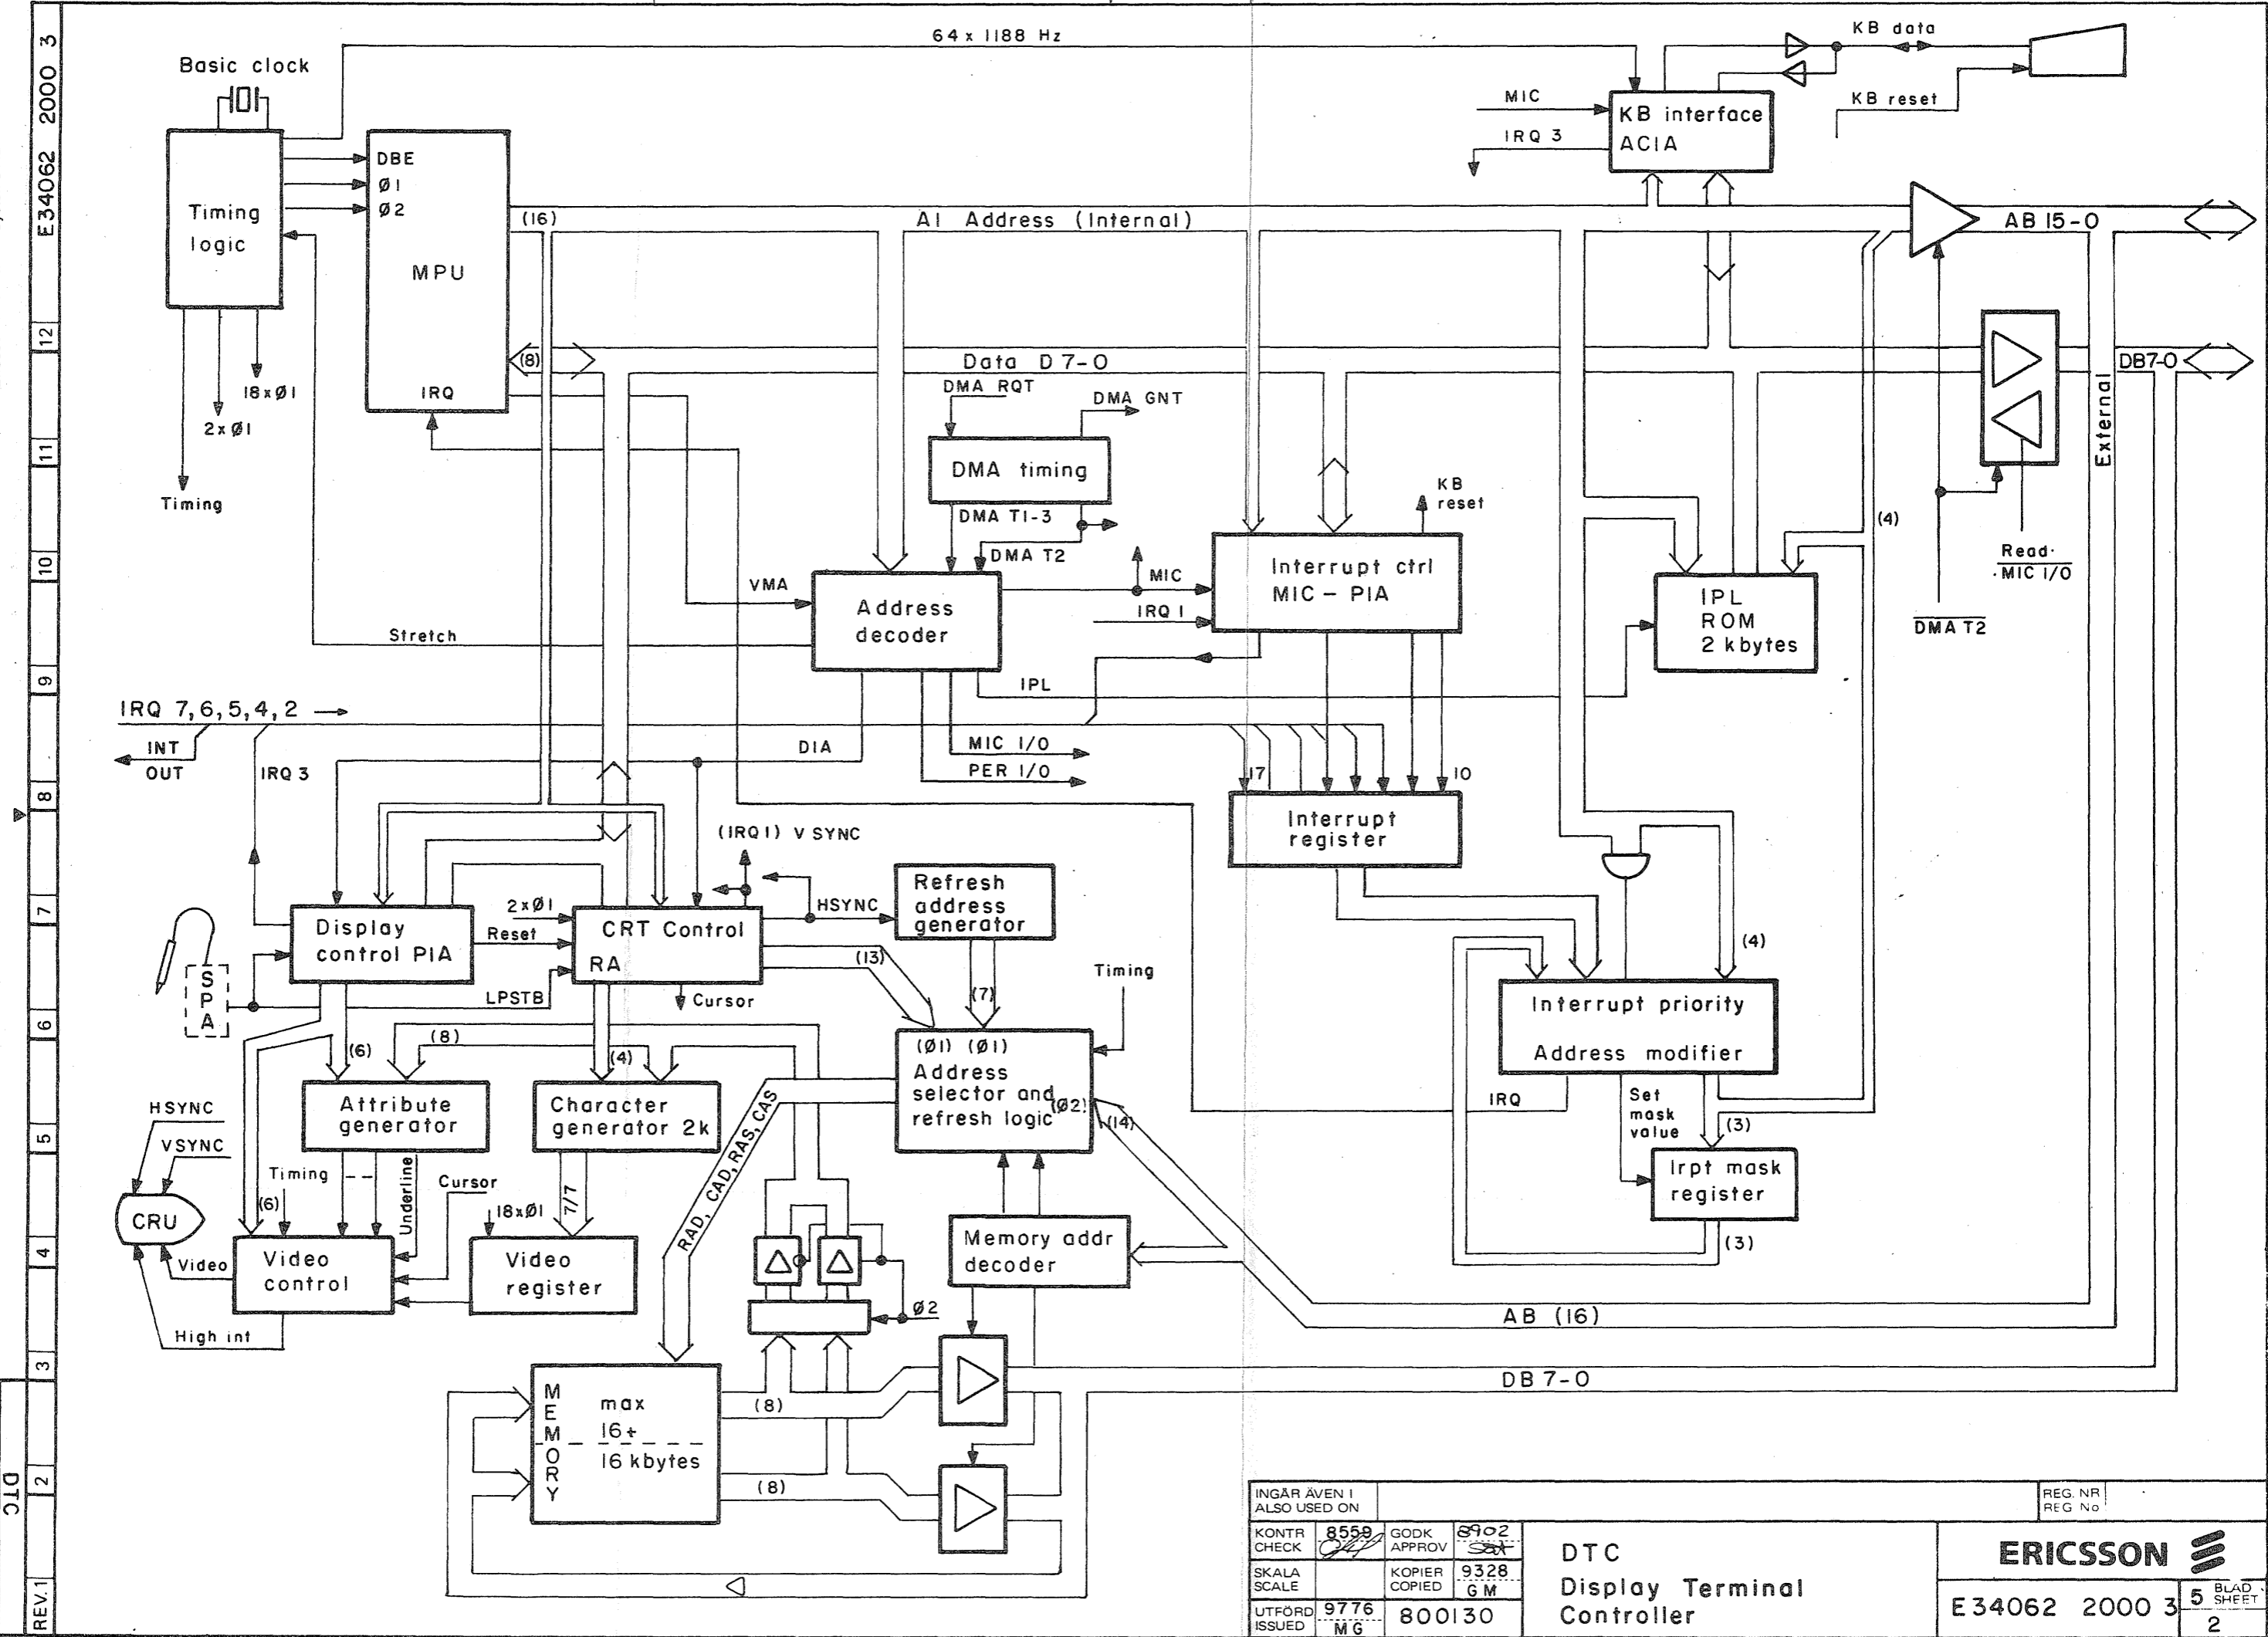 E34062 2000 3
12
11
10
9
8
7
6
5
4
3
2
REV.1
DTC
Basic clock
64 x 1188 Hz
KB data
KB reset
MIC
IRQ 3
KB interface
ACIA
Timing
logic
DBE
Ø1
Ø2
MPU
IRQ
(16)
A1 Address (Internal)
AB 15-0
(8)
Data D7-0
DB7-0
External
18xØ1
2xØ1
Timing
DMA RQT
DMA GNT
DMA timing
DMA T1-3
DMA T2
KB
reset
(4)
Read·
MIC I/O
DMA T2
VMA
Address
decoder
MIC
IRQ 1
Interrupt ctrl
MIC - PIA
IPL
ROM
2 kbytes
Stretch
IPL
IRQ 7,6,5,4,2
INT
OUT
IRQ 3
DIA
MIC I/O
PER I/O
17
10
Interrupt
register
(IRQ1) V SYNC
HSYNC
Refresh
address
generator
2xØ1
Reset
Display
control PIA
CRT Control
RA
(13)
(7)
Timing
(4)
S
P
A
LPSTB
Cursor
Interrupt priority
Address modifier
(6)
(8)
(4)
(Ø1) (Ø1)
Address
selector and
refresh logic
(Ø2)
(14)
Attribute
generator
Character
generator 2k
RAD, CAD, RAS, CAS
IRQ
Set
mask
value
(3)
Irpt mask
register
(3)
HSYNC
VSYNC
CRU
Timing
(6)
Underline
Cursor
18xØ1
7/7
Video
Video
control
Video
register
High int
Memory addr
decoder
Ø2
AB (16)
DB 7-0
MEMORY
max
16+
16 kbytes
(8)
(8)
INGÅR ÄVEN I
ALSO USED ON
REG. NR
REG No
KONTR
CHECK
8559
GODK
APPROV
8902
SKALA
SCALE
KOPIER
COPIED
9328
GM
UTFÖRD
ISSUED
9776
MG
800130
DTC
Display Terminal
Controller
ERICSSON
E34062 2000 3
5
BLAD
SHEET
2